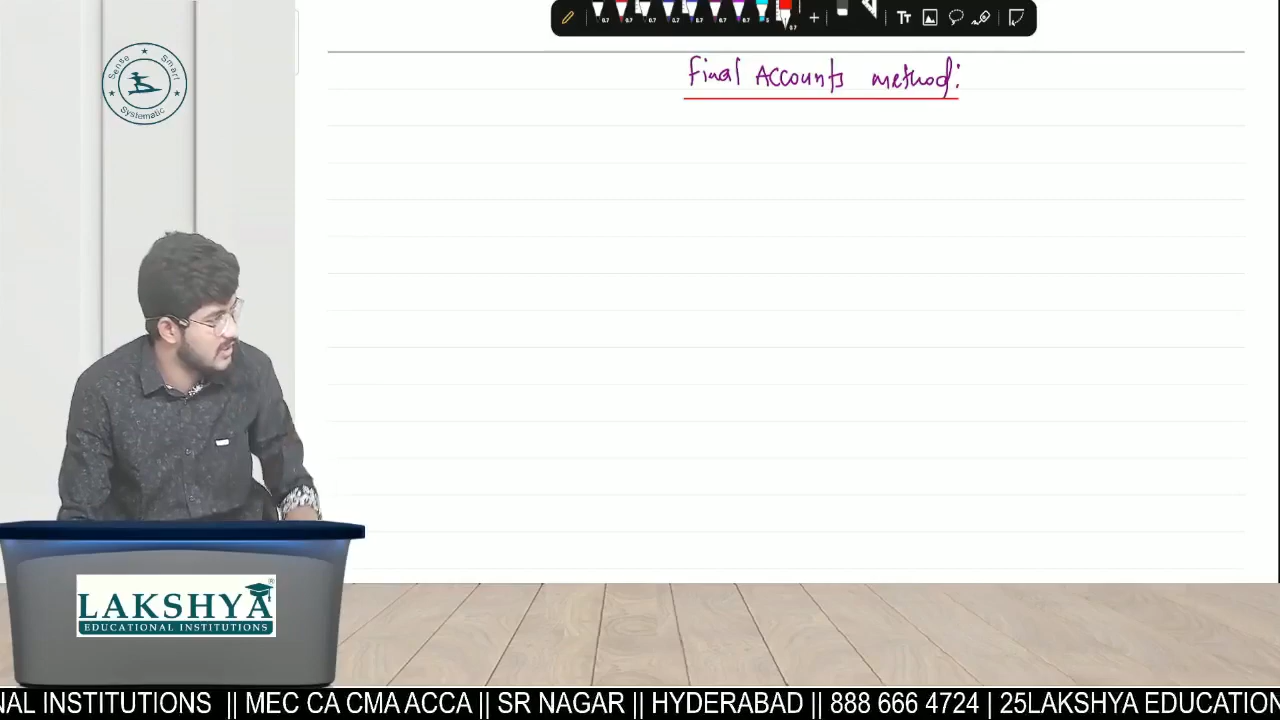 Sense
Smart
Systematic
Final Accounts method:
LAKSHYA
EDUCATIONAL INSTITUTIONS
NAL INSTITUTIONS || MEC CA CMA ACCA || SR NAGAR || HYDERABAD || 888 666 4724 | 25LAKSHYA EDUCATION